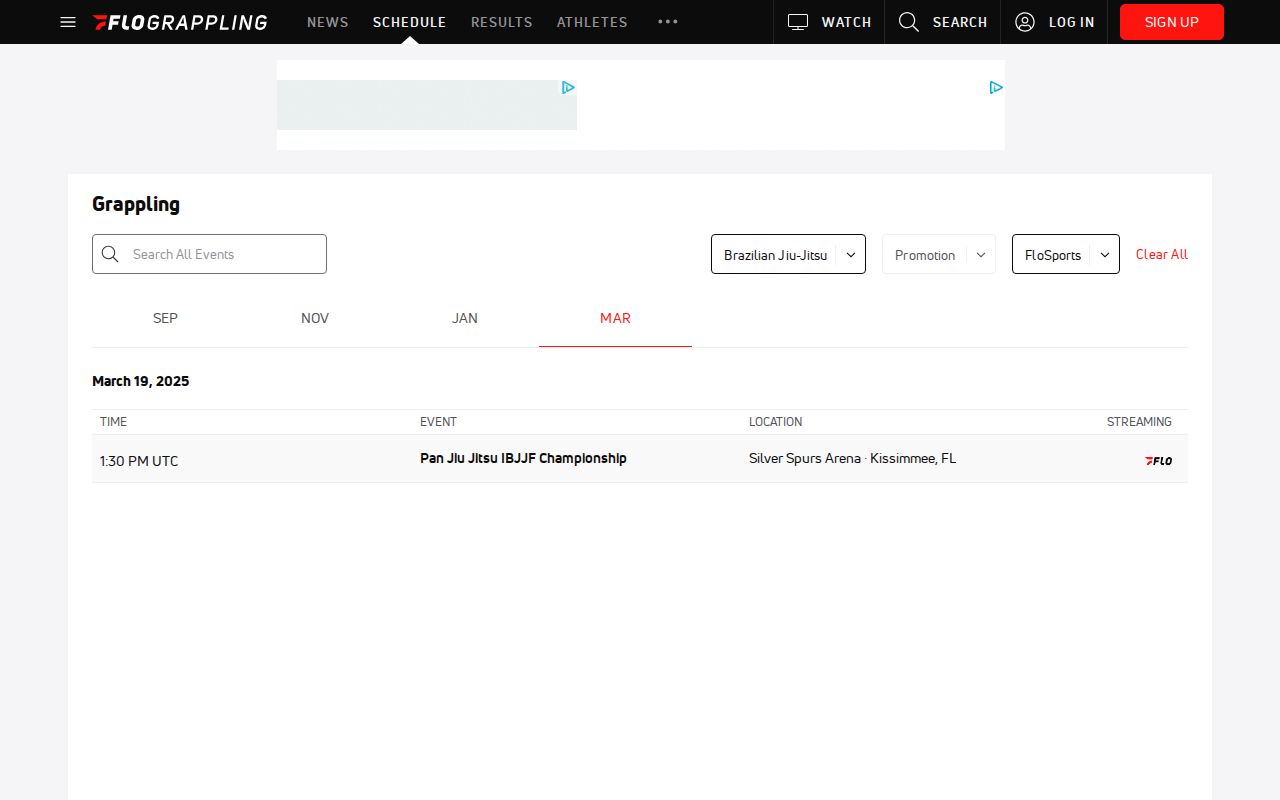 FLOGRAPPLING NEWS SCHEDULE RESULTS ATHLETES ••• WATCH SEARCH LOG IN SIGN UP
Grappling
Search All Events Brazilian Jiu-Jitsu Promotion FloSports Clear All
SEP NOV JAN MAR
March 19, 2025
TIME EVENT LOCATION STREAMING
1:30 PM UTC Pan Jiu Jitsu IBJJF Championship Silver Spurs Arena · Kissimmee, FL FLO